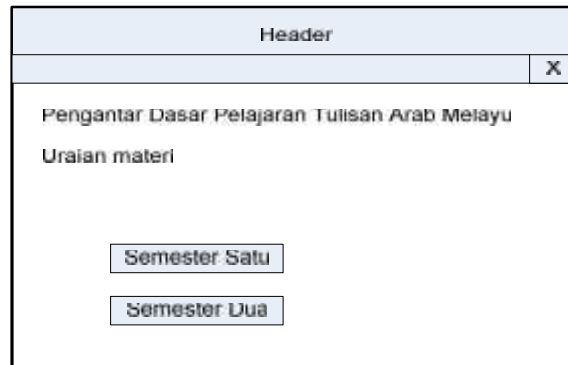 Header
X
Pengantar Dasar Pelajaran Tulisan Arab Melayu
Uraian materi
Semester Satu
Semester Dua